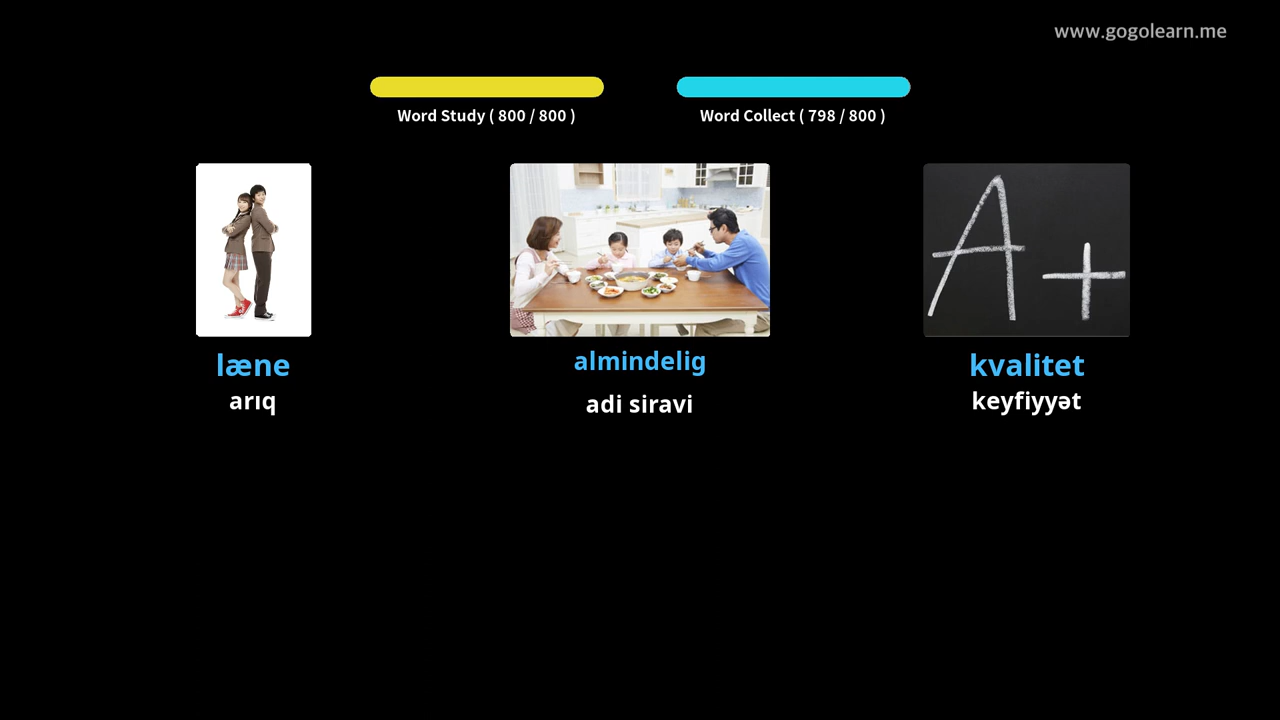 www.gogolearn.me
Word Study ( 800 / 800 )
Word Collect ( 798 / 800 )
A+
læne
almindelig
kvalitet
arıq
adi siravi
keyfiyyət